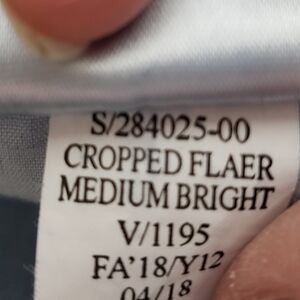 S/284025-00
CROPPED FLAER
MEDIUM BRIGHT
V/1195
FA'18/Y12
04/18